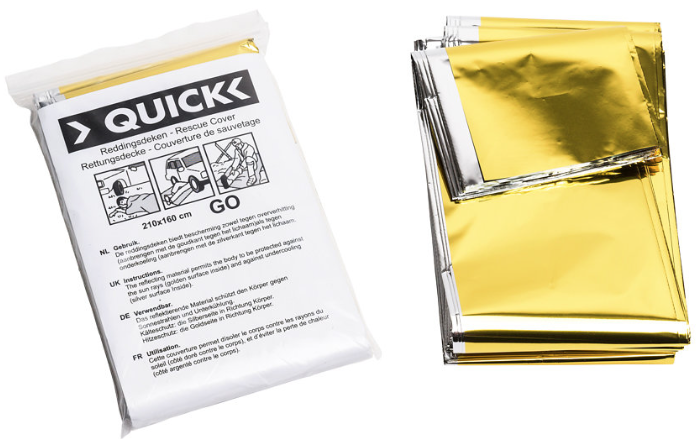 QUICK
Reddingsdeken - Rescue Cover
Rettungsdecke - Couverture de sauvetage
210x160 cm
GO
NL Gebruik.
De reddingsdeken biedt bescherming zowel tegen oververhitting
(aanbrengen met de goudkant tegen het lichaam)als tegen
onderkoeling (aanbrengen met de zilverkant tegen het lichaam.
UK Instructions.
The reflecting material permits the body to be protected against
the sun rays (golden surface inside) and against undercooling
(silver surface inside).
DE Verwendbar.
Das reflektierende Material schützt den Körper gegen
Sonnestrahlen und Unterkühlung.
Kälteschutz: die Silberseite in Richtung Körper.
Hitzschutz: die Goldseite in Richtung Körper.
FR Utilisation.
Cette couverture permet d'isoler le corps contre les rayons du
soleil (côté doré contre le corps), et d'éviter la perte de chaleur
(côté argenté contre le corps).